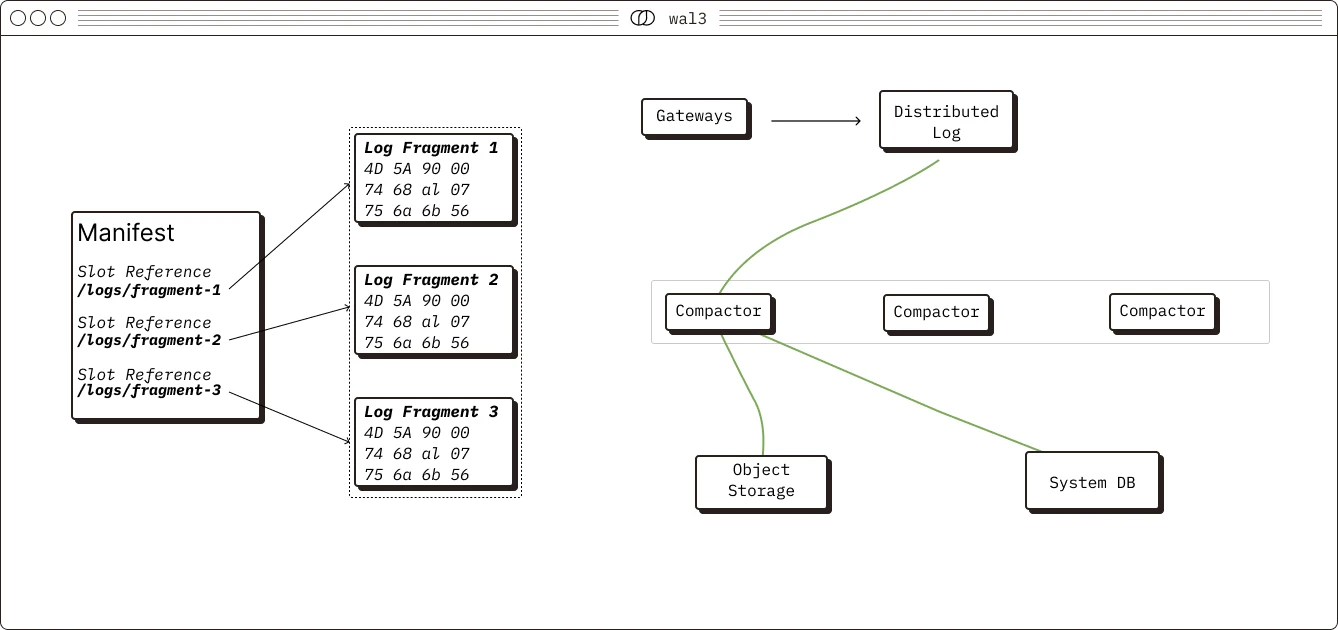 wal3
Manifest
Slot Reference
/logs/fragment-1
Slot Reference
/logs/fragment-2
Slot Reference
/logs/fragment-3
Log Fragment 1
4D 5A 90 00
74 68 al 07
75 6a 6b 56
Log Fragment 2
4D 5A 90 00
74 68 al 07
75 6a 6b 56
Log Fragment 3
4D 5A 90 00
74 68 al 07
75 6a 6b 56
Gateways
Distributed
Log
Compactor
Compactor
Compactor
Object
Storage
System DB